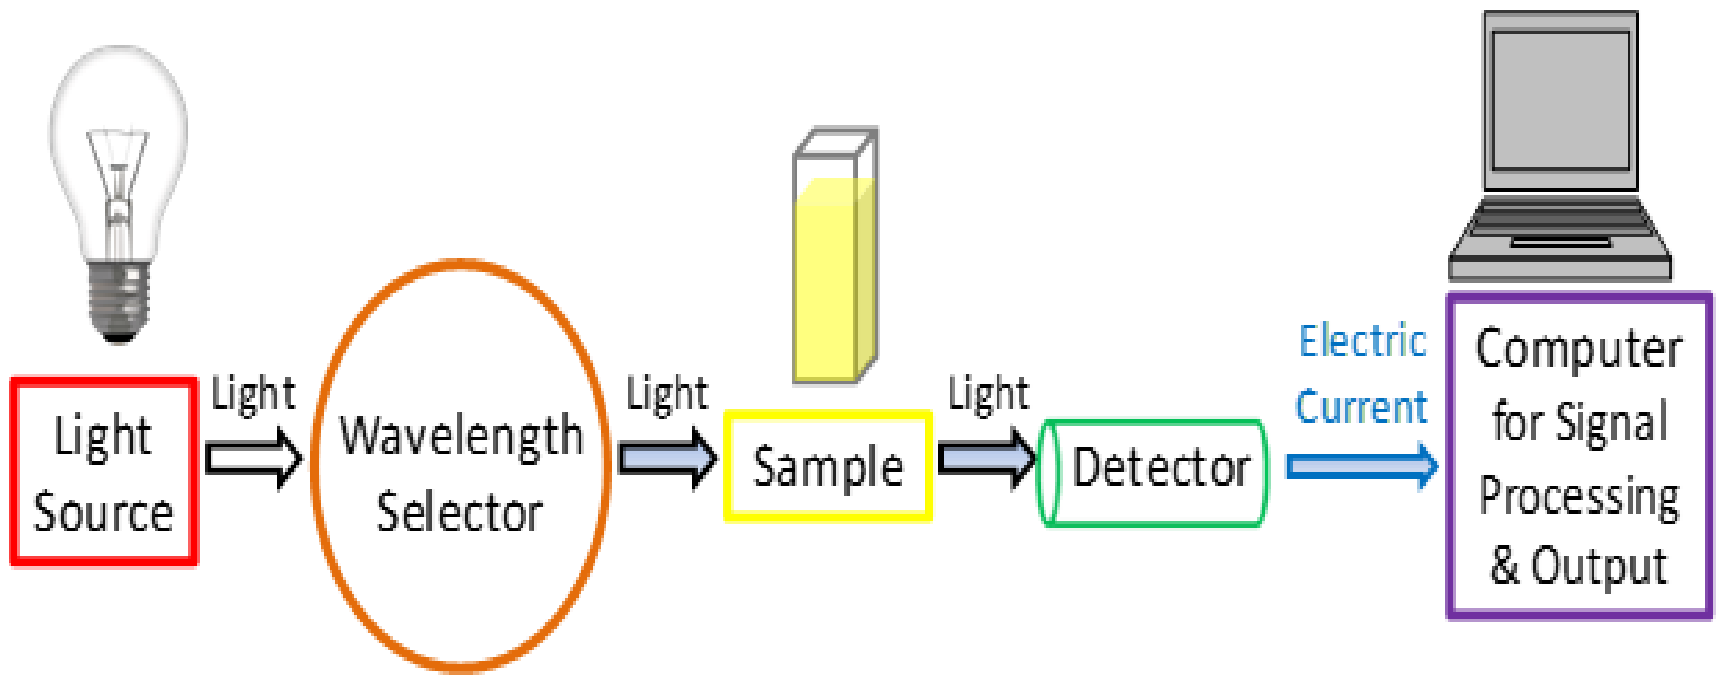 Light
Source
Light
Wavelength
Selector
Light
Sample
Light
Detector
Electric
Current
Computer
for Signal
Processing
& Output